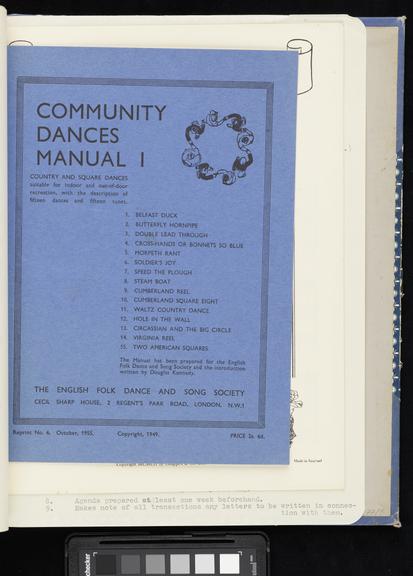 COMMUNITY
DANCES
MANUAL I
COUNTRY AND SQUARE DANCES
suitable for indoor and out-of-door
recreation, with the description of
fifteen dances and fifteen tunes.
1. BELFAST DUCK
2. BUTTERFLY HORNPIPE
3. DOUBLE LEAD THROUGH
4. CROSS-HANDS OR BONNETS SO BLUE
5. MORPETH RANT
6. SOLDIER'S JOY
7. SPEED THE PLOUGH
8. STEAM BOAT
9. CUMBERLAND REEL
10. CUMBERLAND SQUARE EIGHT
11. WALTZ COUNTRY DANCE
12. HOLE IN THE WALL
13. CIRCASSIAN AND THE BIG CIRCLE
14. VIRGINIA REEL
15. TWO AMERICAN SQUARES
The Manual has been prepared for the English
Folk Dance and Song Society and the introduction
written by Douglas Kennedy.
THE ENGLISH FOLK DANCE AND SONG SOCIETY
CECIL SHARP HOUSE, 2 REGENT'S PARK ROAD, LONDON, N.W.1
Reprint No. 6. October, 1955. Copyright, 1949. PRICE 2s. 6d.
Made in England
Copyright
8. Agenda prepared at least one week beforehand.
9. Makes note of all transactions any letters to be written in connec-
tion with them.
checker